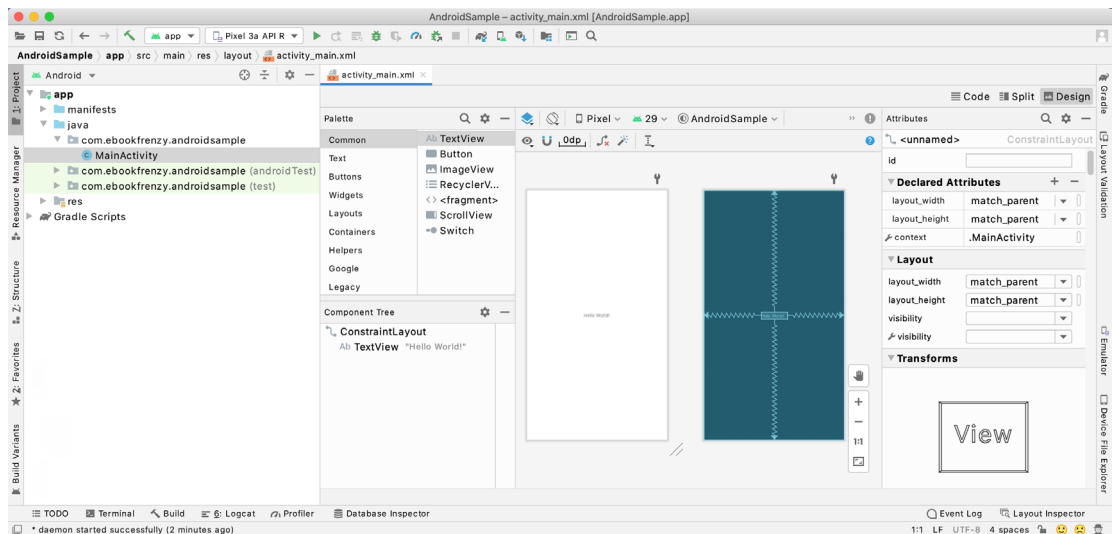 AndroidSample – activity_main.xml [AndroidSample.app]
app
Pixel 3a API R
AndroidSample
app
src
main
res
layout
activity_main.xml
1: Project
Resource Manager
Z: Structure
2: Favorites
Build Variants
Android
app
manifests
java
com.ebookfrenzy.androidsample
MainActivity
com.ebookfrenzy.androidsample (androidTest)
com.ebookfrenzy.androidsample (test)
res
Gradle Scripts
activity_main.xml
Code
Split
Design
Palette
Common
Text
Buttons
Widgets
Layouts
Containers
Helpers
Google
Legacy
Ab TextView
Button
ImageView
RecyclerV...
<> <fragment>
ScrollView
Switch
Component Tree
ConstraintLayout
Ab TextView "Hello World!"
Pixel
29
AndroidSample
0dp
Hello World!
Hello World!
1:1
Attributes
<unnamed>
ConstraintLayout
id
Declared Attributes
layout_width match_parent
layout_height match_parent
context .MainActivity
Layout
layout_width match_parent
layout_height match_parent
visibility
visibility
Transforms
View
Gradle
Layout Validation
Emulator
Device File Explorer
TODO
Terminal
Build
6: Logcat
Profiler
Database Inspector
Event Log
Layout Inspector
* daemon started successfully (2 minutes ago)
1:1 LF UTF-8 4 spaces